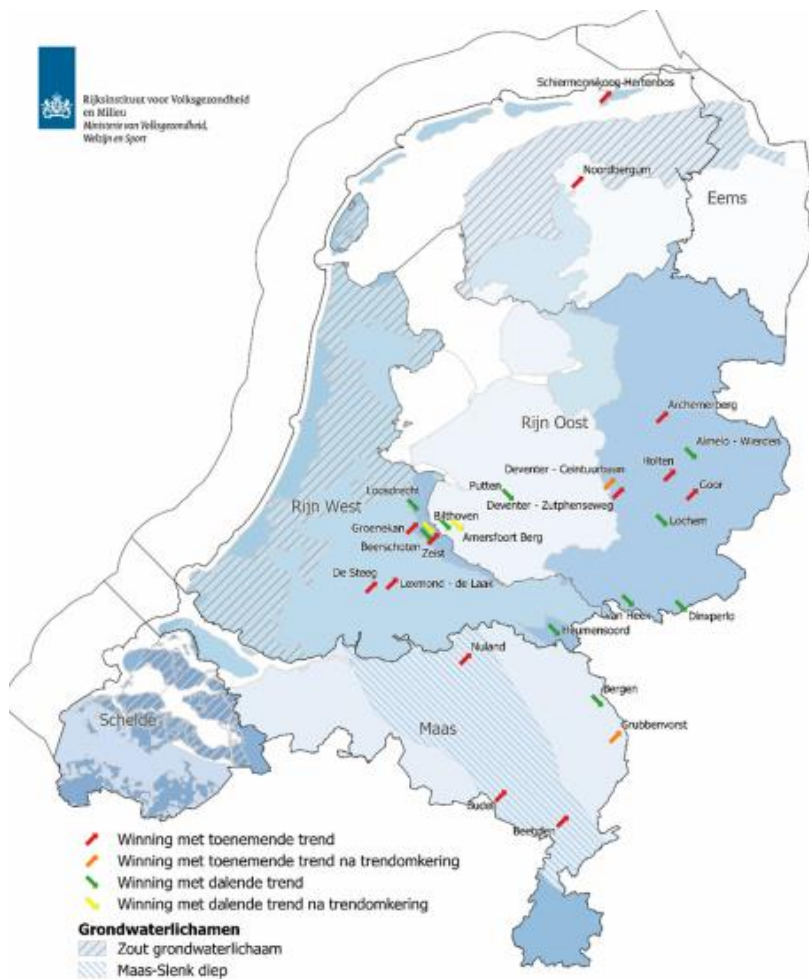 Rijksinstituut voor Volksgezondheid
en Milieu
Ministerie van Volksgezondheid,
Welzijn en Sport
Schiermonnikoog-Hertenbos
Noordbergum
Eems
Archemerberg
Rijn Oost
Almelo - Wierden
Holten
Deventer - Ceintuurbaan
Putten
Goor
Loosdrecht
Deventer - Zutphenseweg
Rijn West
Bilthoven
Lochem
Groenekan
Amersfoort Berg
Beerschoten
Zeist
De Steeg
Lexmond - de Laak
Van Heek
Dinxperlo
Heumensoord
Nuland
Bergen
Schelde
Maas
Grubbenvorst
Budel
Beegden
Winning met toenemende trend
Winning met toenemende trend na trendomkering
Winning met dalende trend
Winning met dalende trend na trendomkering
Grondwaterlichamen
Zout grondwaterlichaam
Maas-Slenk diep